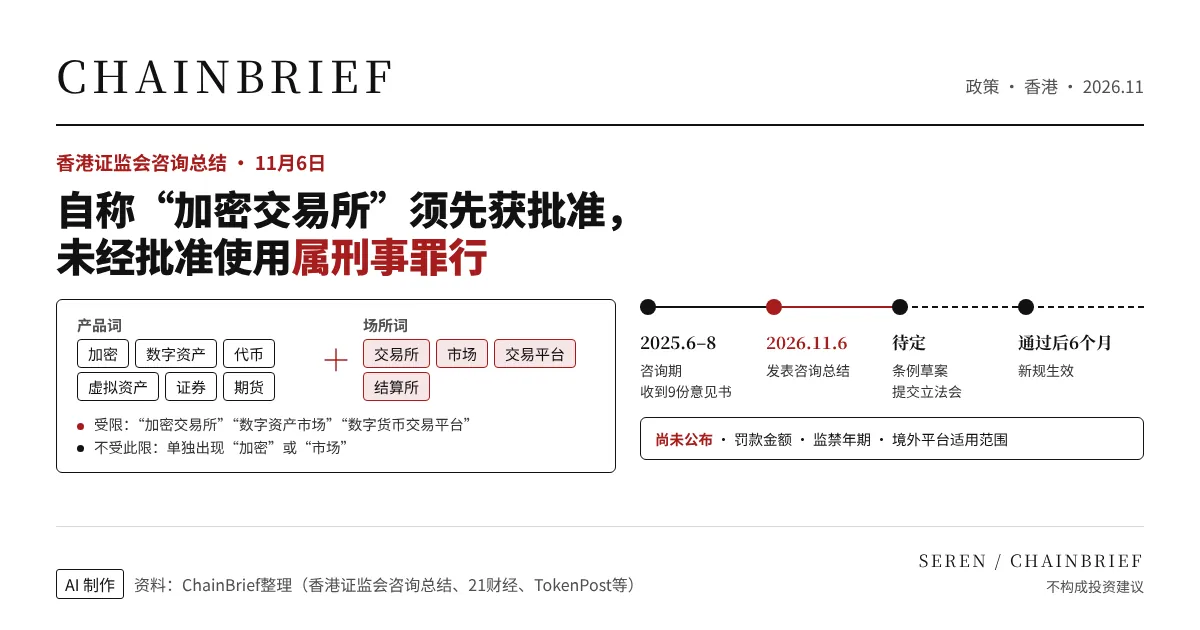 CHAINBRIEF
政策 · 香港 · 2026.11
香港证监会咨询总结 · 11月6日
自称“加密交易所”须先获批准，
未经批准使用属刑事罪行
产品词
加密 数字资产 代币
虚拟资产 证券 期货
+
场所词
交易所 市场 交易平台
结算所
受限：“加密交易所”“数字资产市场”“数字货币交易平台”
不受此限：单独出现“加密”或“市场”
2025.6–8
咨询期
收到9份意见书
2026.11.6
发表咨询总结
待定
条例草案
提交立法会
通过后6个月
新规生效
尚未公布 · 罚款金额 · 监禁年期 · 境外平台适用范围
AI 制作 资料：ChainBrief整理（香港证监会咨询总结、21财经、TokenPost等）
SEREN / CHAINBRIEF
不构成投资建议